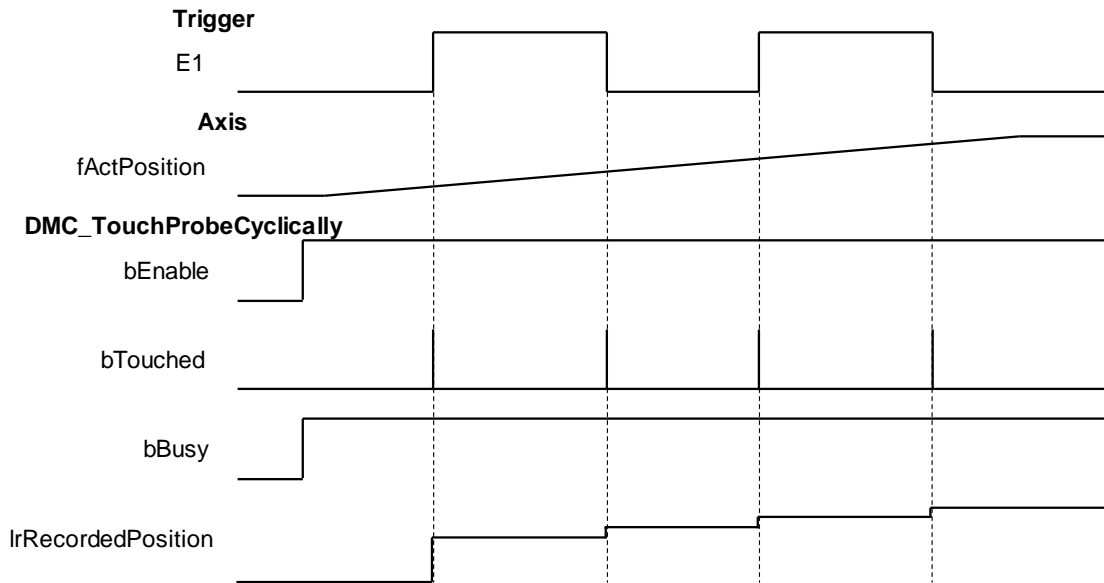 Trigger
E1
Axis
fActPosition
DMC_TouchProbeCyclically
bEnable
bTouched
bBusy
lrRecordedPosition